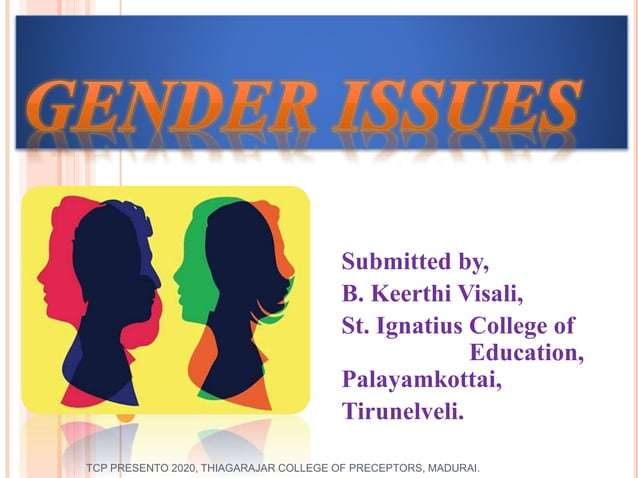 GENDER ISSUES
Submitted by,
B. Keerthi Visali,
St. Ignatius College of
Education,
Palayamkottai,
Tirunelveli.
TCP PRESENTO 2020, THIAGARAJAR COLLEGE OF PRECEPTORS, MADURAI.